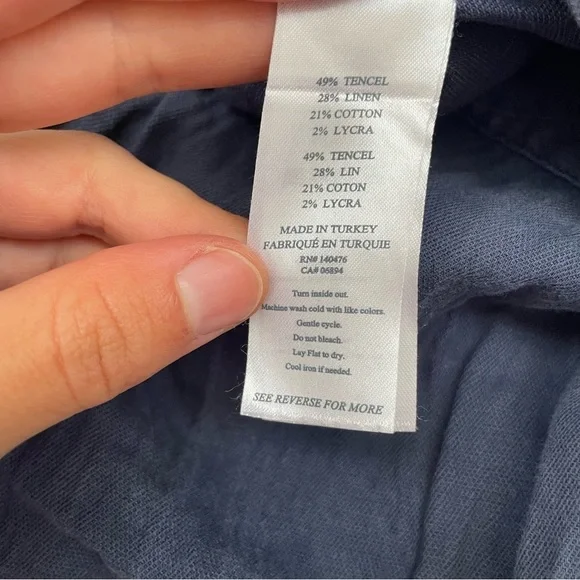 49% TENCEL
28% LINEN
21% COTTON
2% LYCRA
49% TENCEL
28% LIN
21% COTON
2% LYCRA
MADE IN TURKEY
FABRIQUÉ EN TURQUIE
RN# 140476
CA# 06894
Turn inside out.
Machine wash cold with like colors.
Gentle cycle.
Do not bleach.
Lay Flat to dry.
Cool iron if needed.
SEE REVERSE FOR MORE